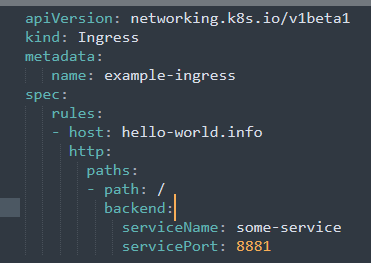 apiVersion: networking.k8s.io/v1beta1
kind: Ingress
metadata:
   name: example-ingress
spec:
   rules:
   - host: hello-world.info
     http:
       paths:
       - path: /
         backend:
           serviceName: some-service
           servicePort: 8881